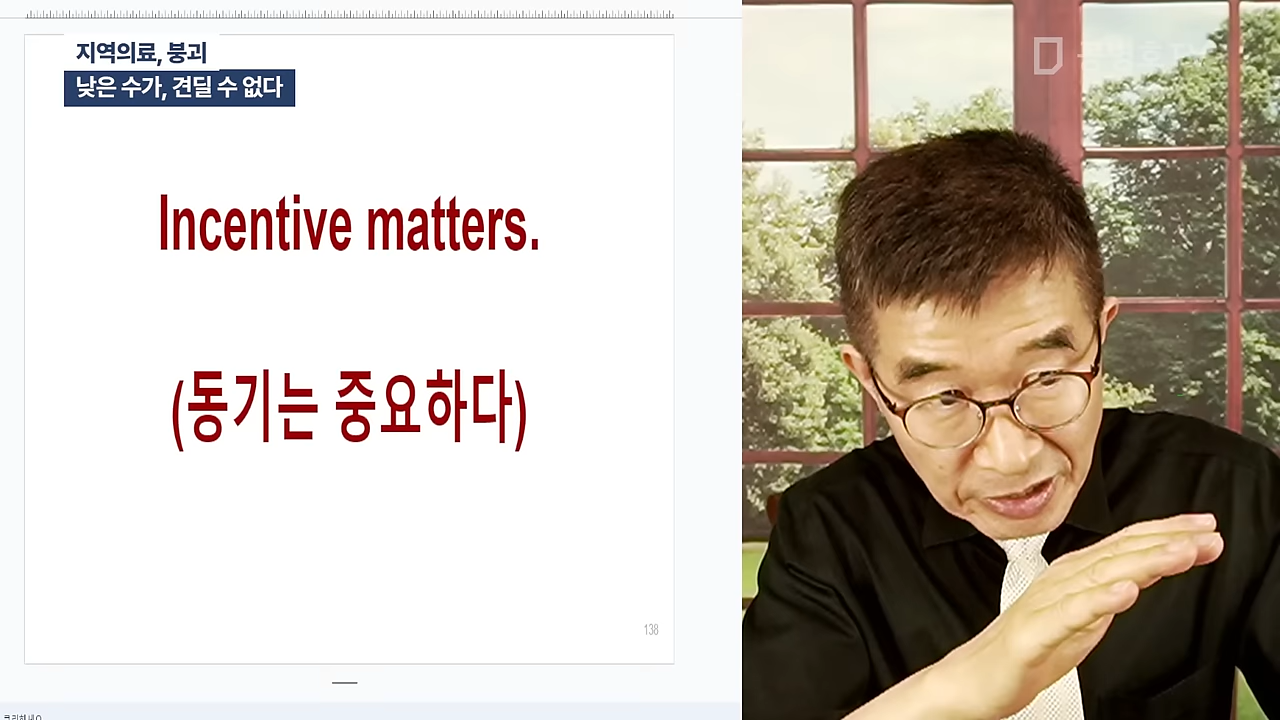 지역의료, 붕괴
낮은 수가, 견딜 수 없다
Incentive matters.
(동기는 중요하다)
138